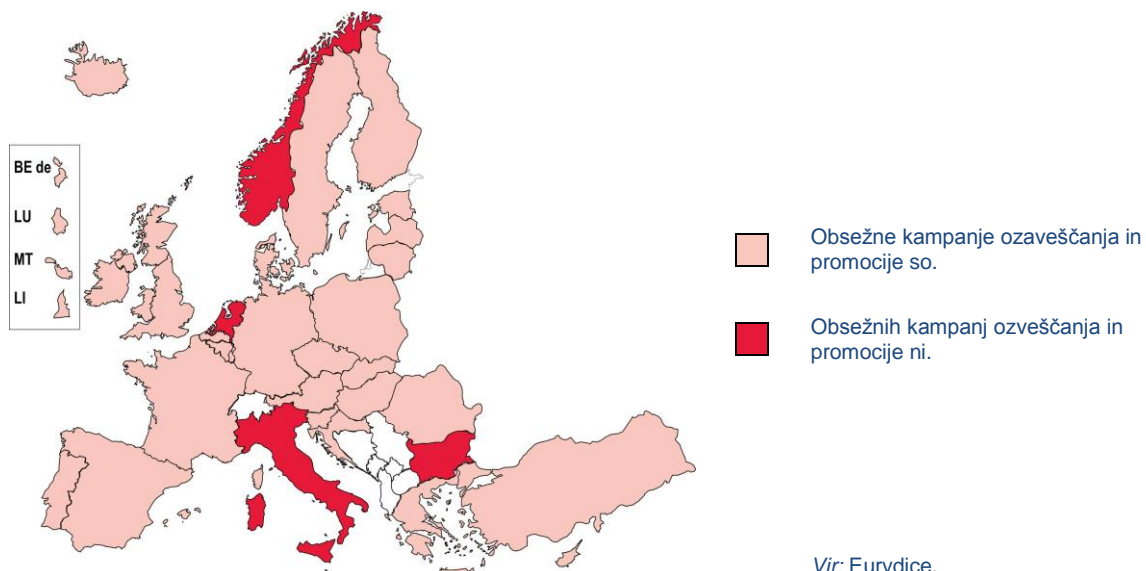 BE de
LU
MT
LI
Obsežne kampanje ozaveščanja in
promocije so.
Obsežnih kampanj ozveščanja in
promocije ni.
Vir: Eurydice.